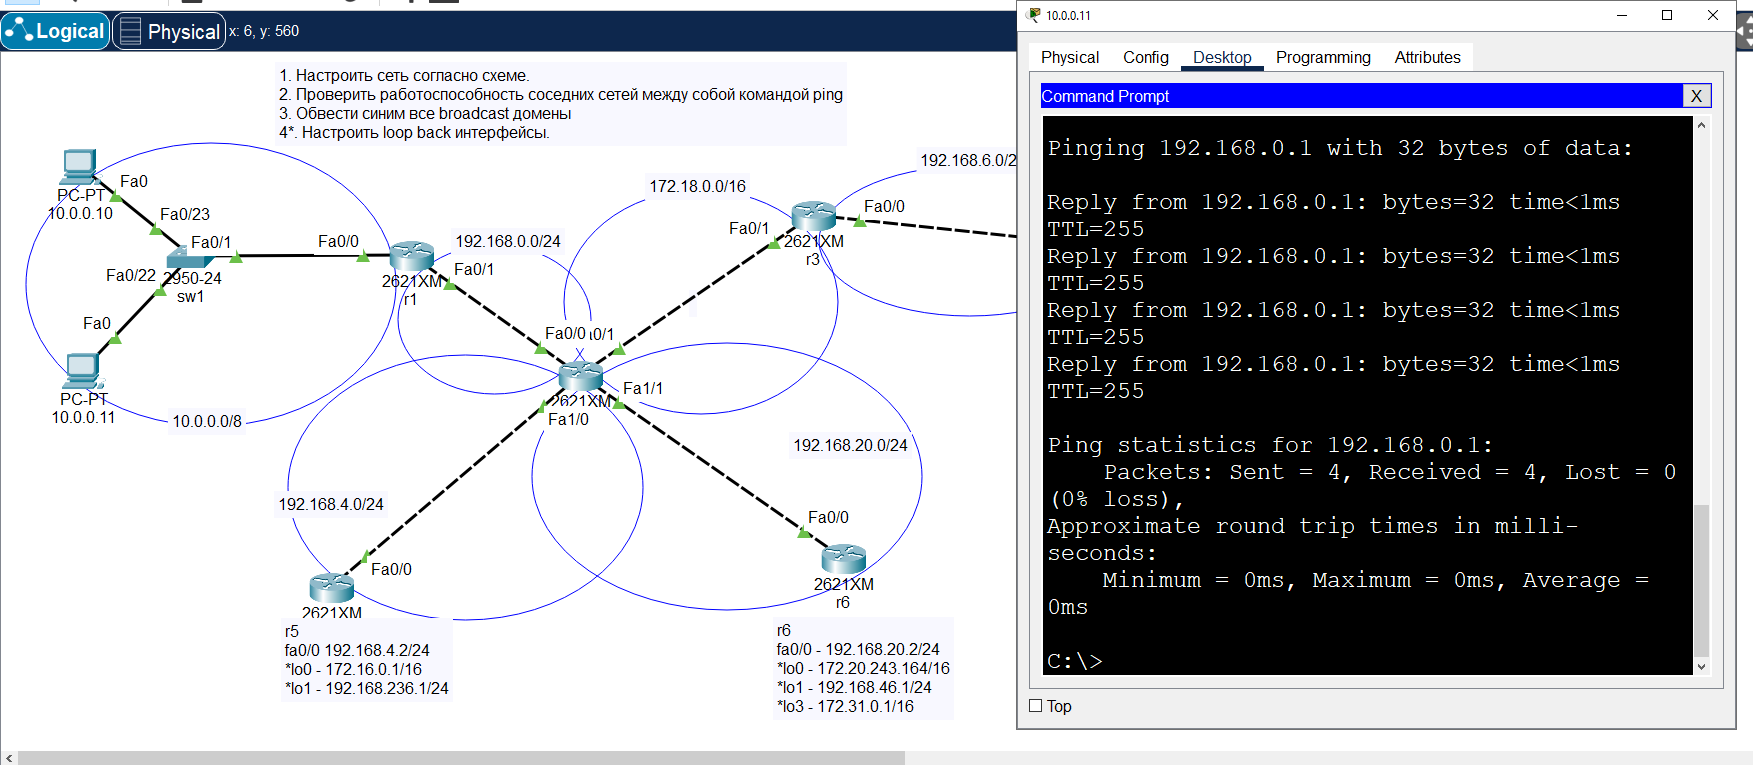 Logical
Physical
x: 6, y: 560
1. Настроить сеть согласно схеме.
2. Проверить работоспособность соседних сетей между собой командой ping
3. Обвести синим все broadcast домены
4*. Настроить loop back интерфейсы.
192.168.6.0/2
172.18.0.0/16
Fa0
PC-PT
10.0.0.10
Fa0/23
Fa0/1
Fa0/22
2950-24
sw1
Fa0
PC-PT
10.0.0.11
10.0.0.0/8
Fa0/0
192.168.0.0/24
Fa0/1
2621XM
r1
Fa0/1
Fa0/0
2621XM
r3
Fa0/0
0/1
2621XM
Fa1/1
Fa1/0
192.168.20.0/24
192.168.4.0/24
Fa0/0
2621XM
Fa0/0
2621XM
r6
r5
fa0/0 192.168.4.2/24
*lo0 - 172.16.0.1/16
*lo1 - 192.168.236.1/24
r6
fa0/0 - 192.168.20.2/24
*lo0 - 172.20.243.164/16
*lo1 - 192.168.46.1/24
*lo3 - 172.31.0.1/16
10.0.0.11
Physical Config Desktop Programming Attributes
Command Prompt
X
Pinging 192.168.0.1 with 32 bytes of data:
Reply from 192.168.0.1: bytes=32 time<1ms
TTL=255
Reply from 192.168.0.1: bytes=32 time<1ms
TTL=255
Reply from 192.168.0.1: bytes=32 time<1ms
TTL=255
Reply from 192.168.0.1: bytes=32 time<1ms
TTL=255
Ping statistics for 192.168.0.1:
Packets: Sent = 4, Received = 4, Lost = 0
(0% loss),
Approximate round trip times in milli-
seconds:
Minimum = 0ms, Maximum = 0ms, Average =
0ms
C:\>
Top